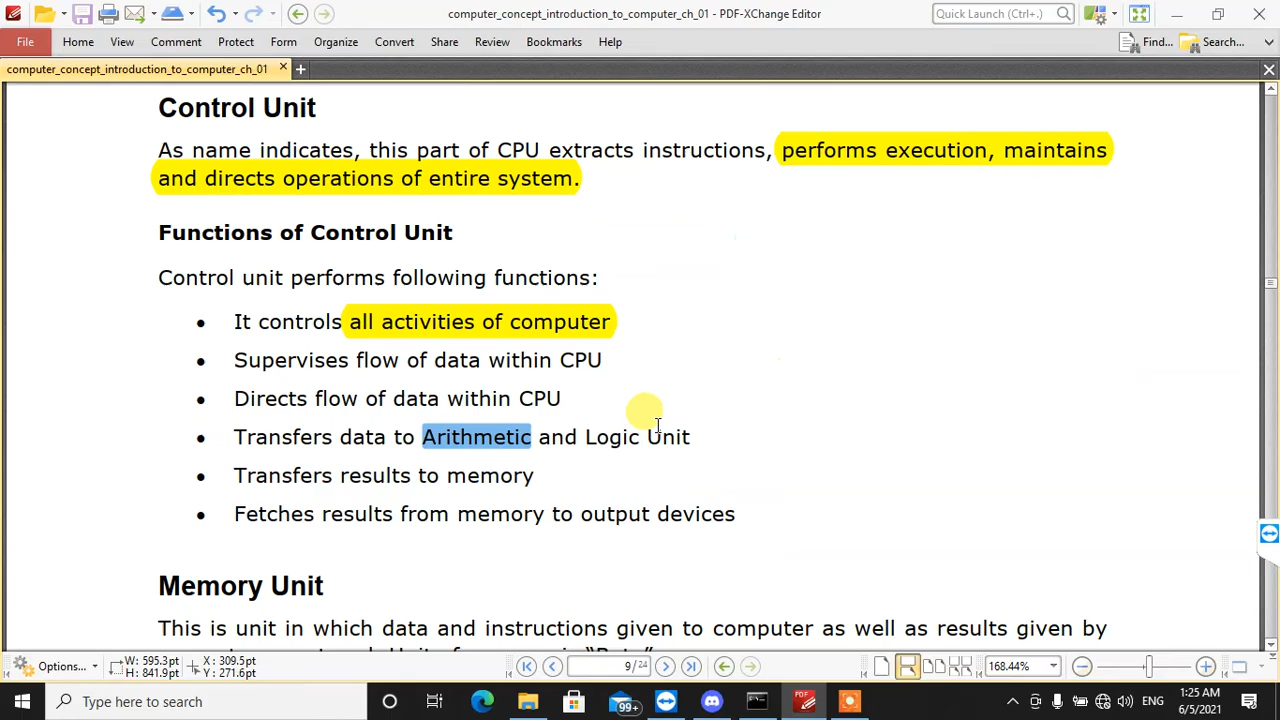 computer_concept_introduction_to_computer_ch_01 - PDF-XChange Edi
Quick Launch (Ctrl+.)
File Home View Comment Protect Form Organize Convert Share Review Bookmarks Help Find... Search...
computer_concept_introduction_to_computer_ch_01
Control Unit
As name indicates, this part of CPU extracts instructions, performs execution, maintains
and directs operations of entire system.
Functions of Control Unit
Control unit performs following functions:
• It controls all activities of computer
• Supervises flow of data within CPU
• Directs flow of data within CPU
• Transfers data to Arithmetic and Logic Unit
• Transfers results to memory
• Fetches results from memory to output devices
Memory Unit
This is unit in which data and instructions given to computer as well as results given by
Options... W: 595.3pt X: 309.5pt
H: 841.9pt Y: 271.6pt
9 / 24
168.44%
Type here to search
99+
PDF
ENG
1:25 AM
6/5/2021